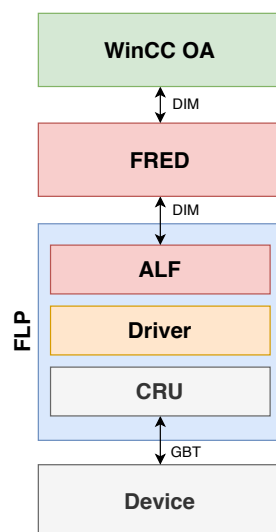 WinCC OA
DIM
FRED
DIM
FLP
ALF
Driver
CRU
GBT
Device